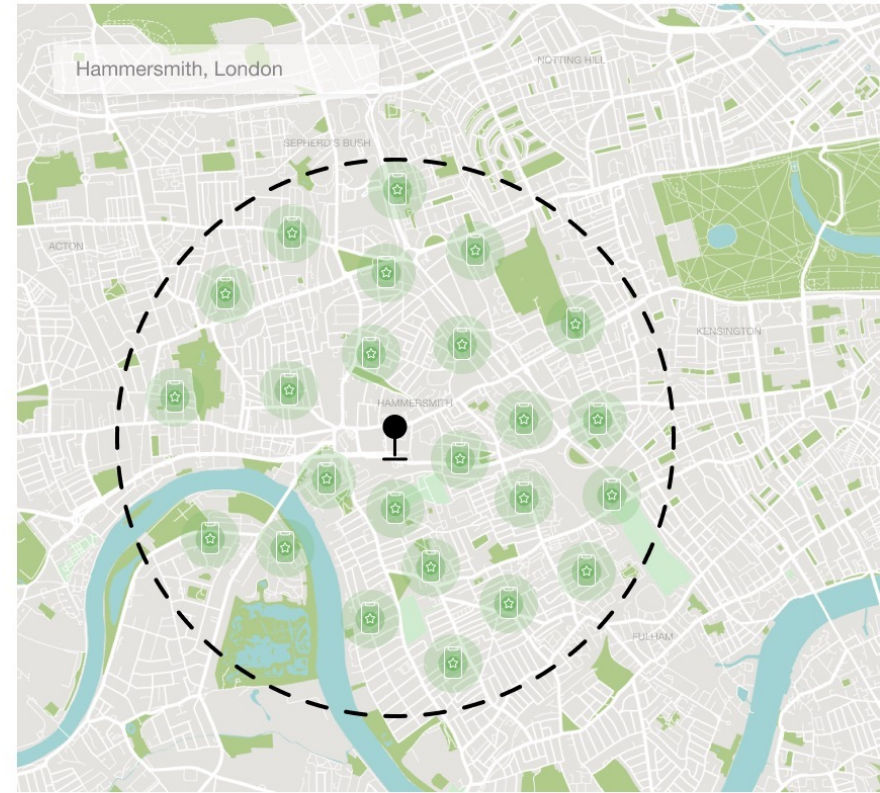 Hammersmith, London
NOTTING HILL
SEPHERD'S BUSH
ACTON
KENSINGTON
HAMMERSMITH
FULHAM